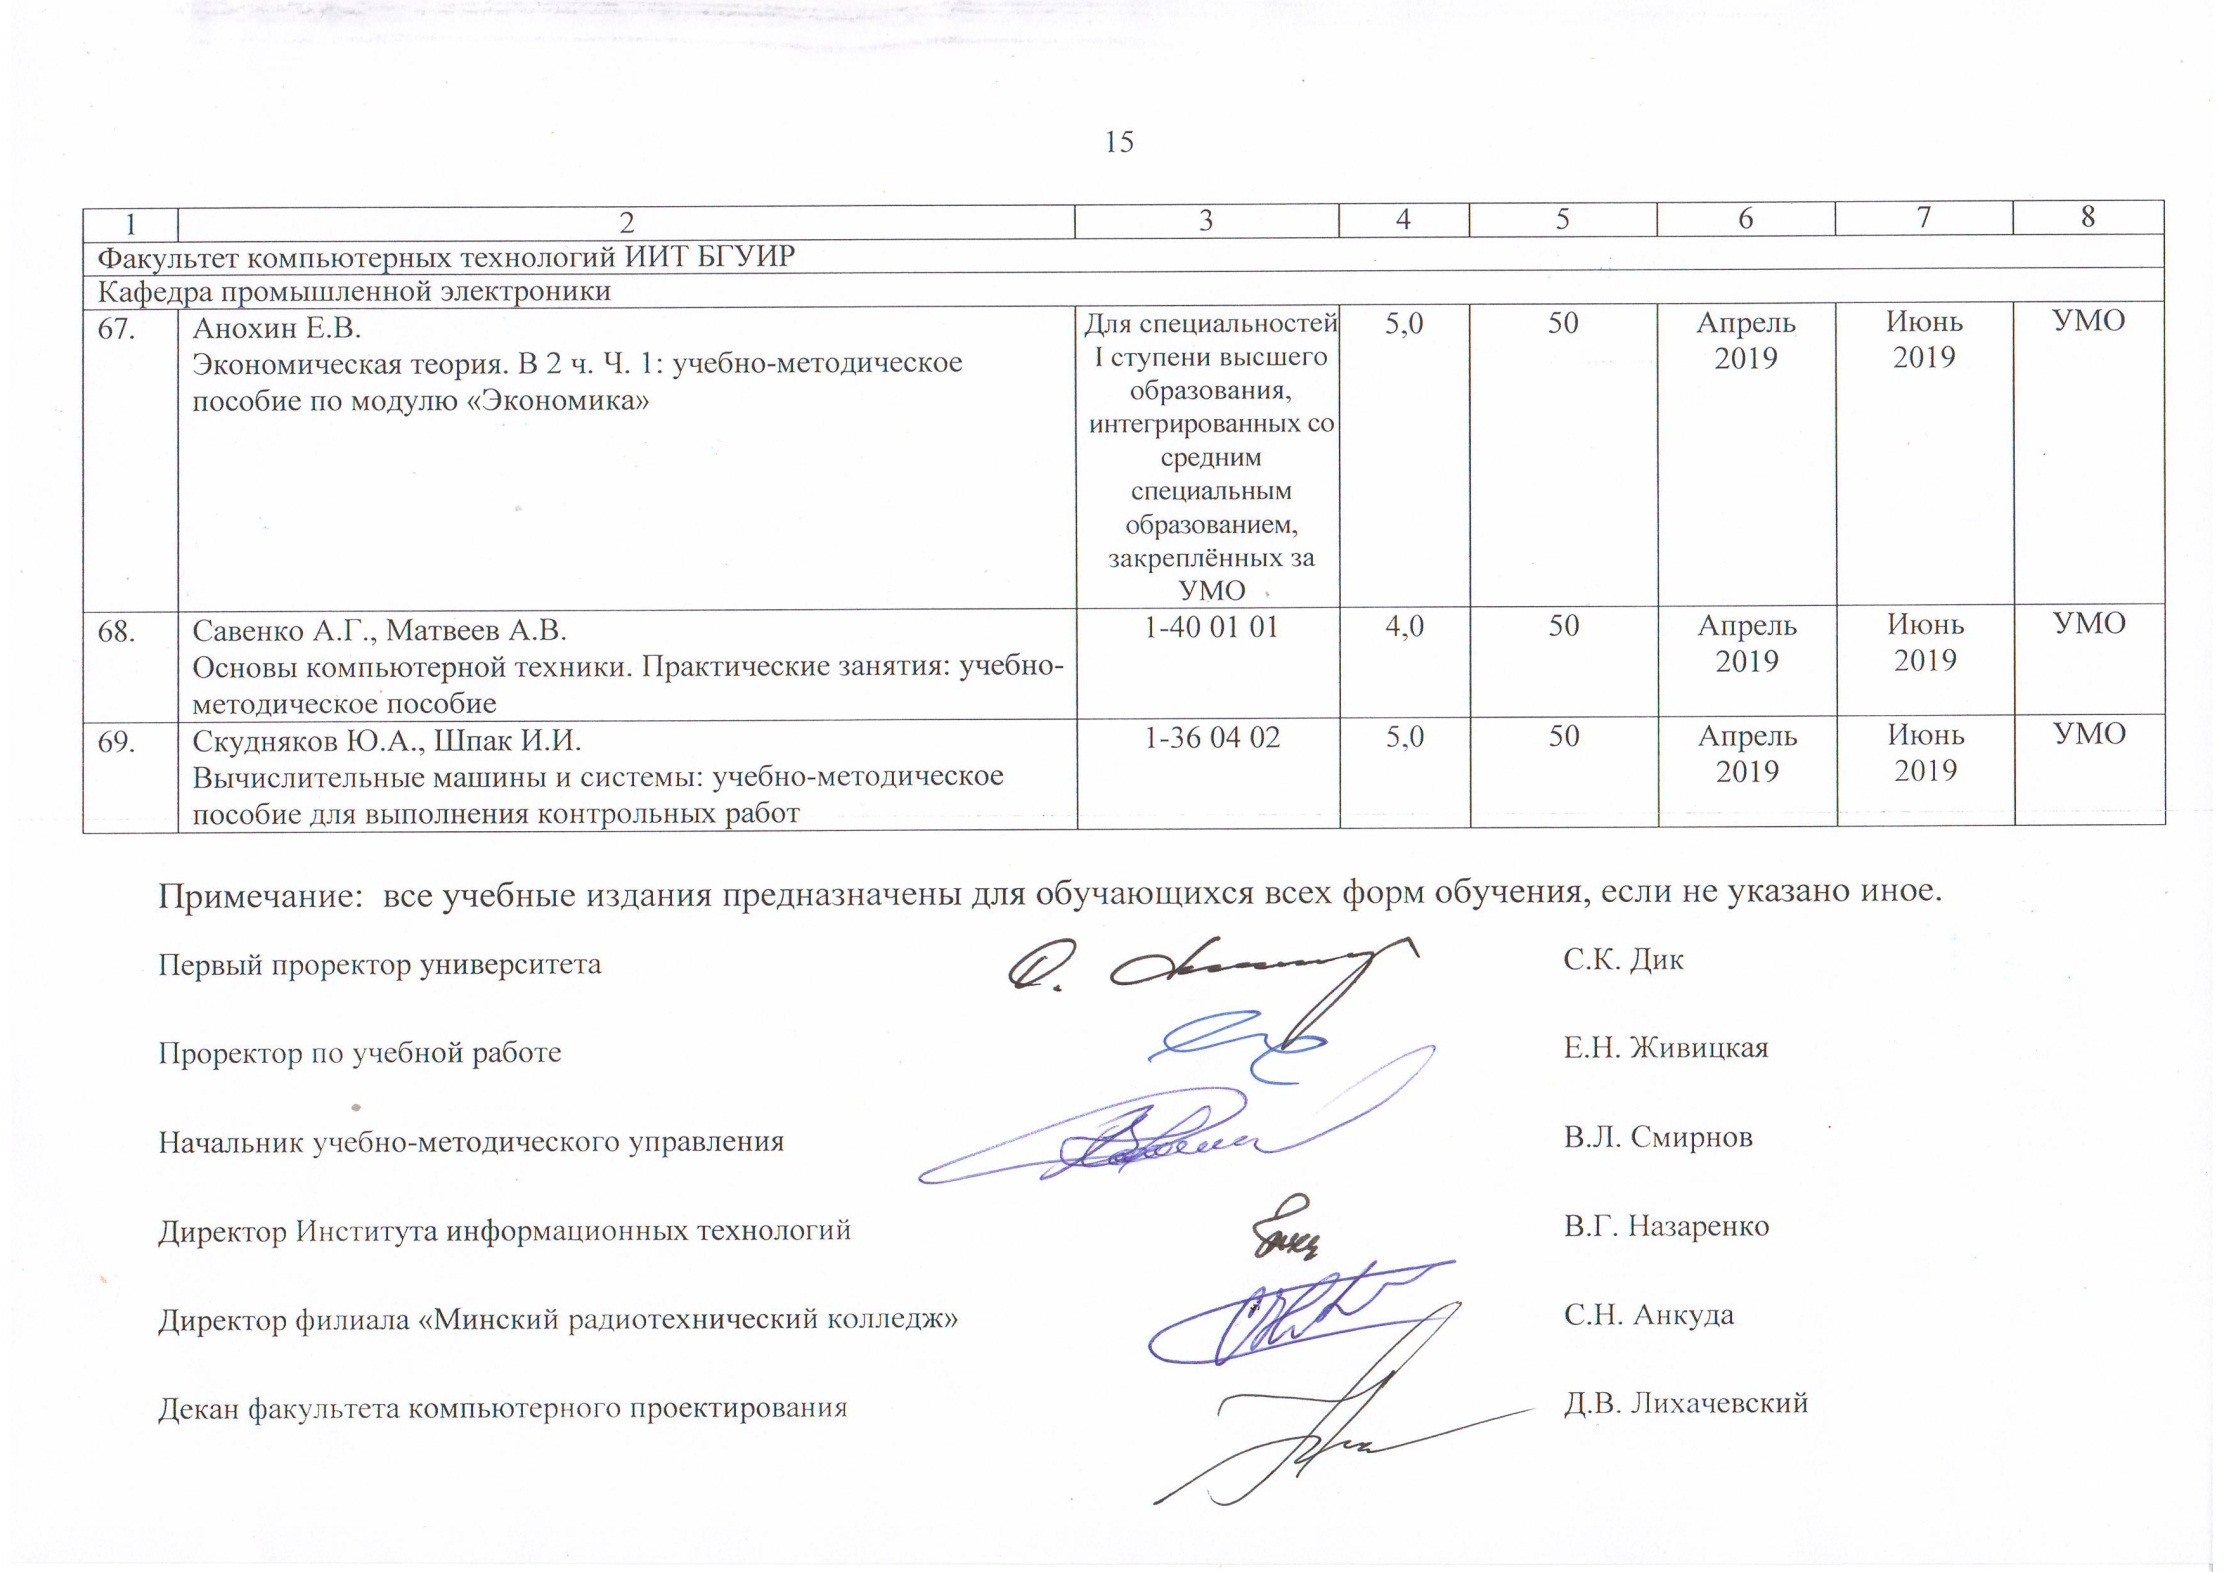 15
1 2 3 4 5 6 7 8
Факультет компьютерных технологий ИИТ БГУИР
Кафедра промышленной электроники
67. Анохин Е.В. Для специальностей 5,0 50 Апрель Июнь УМО
Экономическая теория. В 2 ч. Ч. 1: учебно-методическое I ступени высшего 2019 2019
пособие по модулю «Экономика» образования,
интегрированных со
средним
специальным
образованием,
закреплённых за
УМО
68. Савенко А.Г., Матвеев А.В. 1-40 01 01 4,0 50 Апрель Июнь УМО
Основы компьютерной техники. Практические занятия: учебно- 2019 2019
методическое пособие
69. Скудняков Ю.А., Шпак И.И. 1-36 04 02 5,0 50 Апрель Июнь УМО
Вычислительные машины и системы: учебно-методическое 2019 2019
пособие для выполнения контрольных работ
Примечание: все учебные издания предназначены для обучающихся всех форм обучения, если не указано иное.
Первый проректор университета С.К. Дик
Проректор по учебной работе Е.Н. Живицкая
Начальник учебно-методического управления В.Л. Смирнов
Директор Института информационных технологий В.Г. Назаренко
Директор филиала «Минский радиотехнический колледж» С.Н. Анкуда
Декан факультета компьютерного проектирования Д.В. Лихачевский